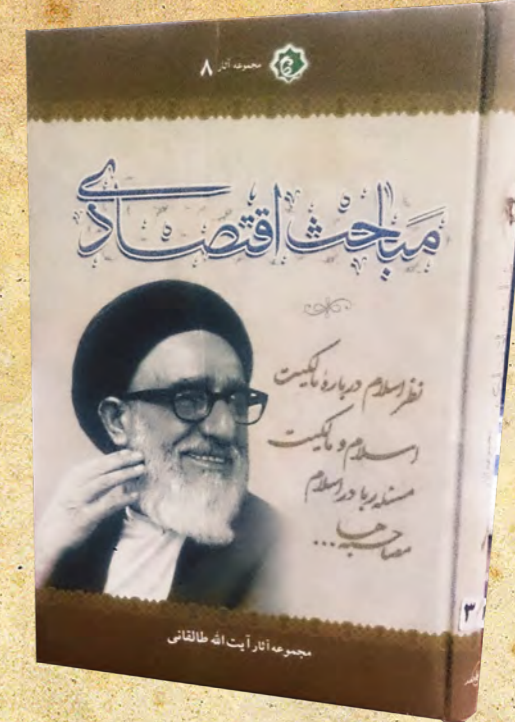 مجموعه آثار ۸
مباحث اقتصادی
نظر اسلام درباره مالکیت
اسلام و مالکیت
مسئله ربا در اسلام
مصاحبه‌ها ...
مجموعه آثار آیت الله طالقانی
۳